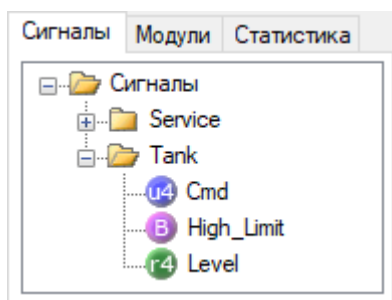 Сигналы Модули Статистика
Сигналы
Service
Tank
u4 Cmd
B High_Limit
r4 Level